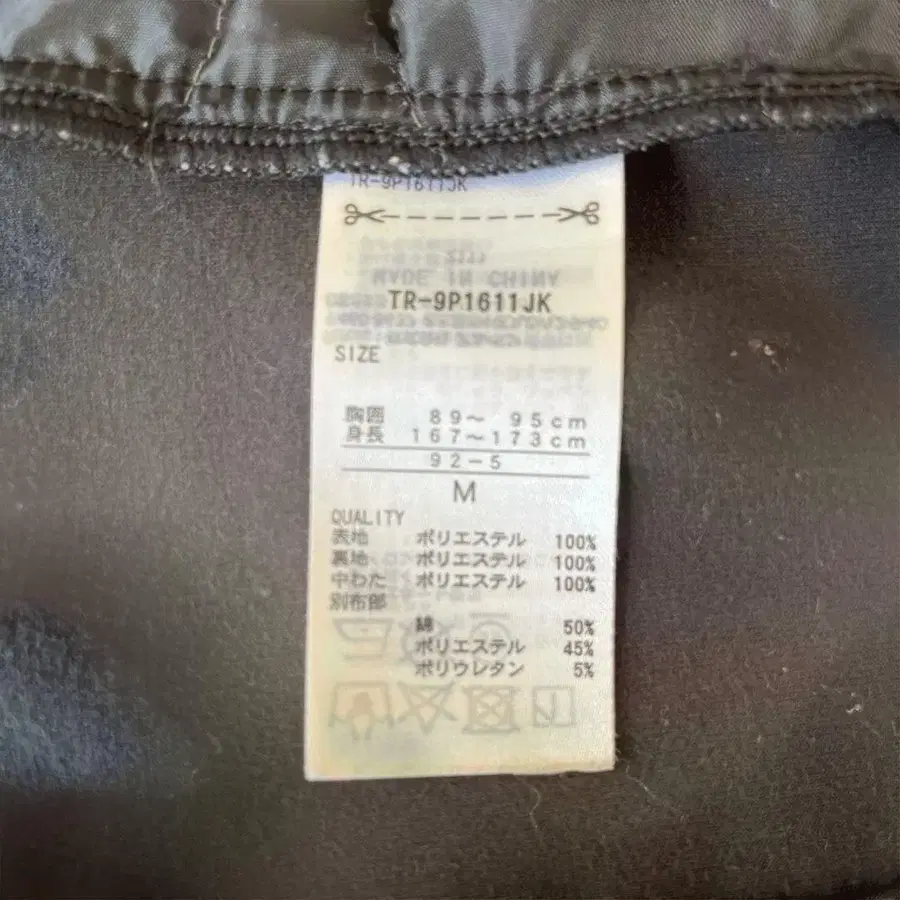 TR-9P1611JK
MADE IN CHINA
TR-9P1611JK
SIZE
胸囲 89～ 95cm
身長 167～173cm
92-5
M
QUALITY
表地 ポリエステル 100%
裏地 ポリエステル 100%
中わた ポリエステル 100%
別布部
綿 50%
ポリエステル 45%
ポリウレタン 5%